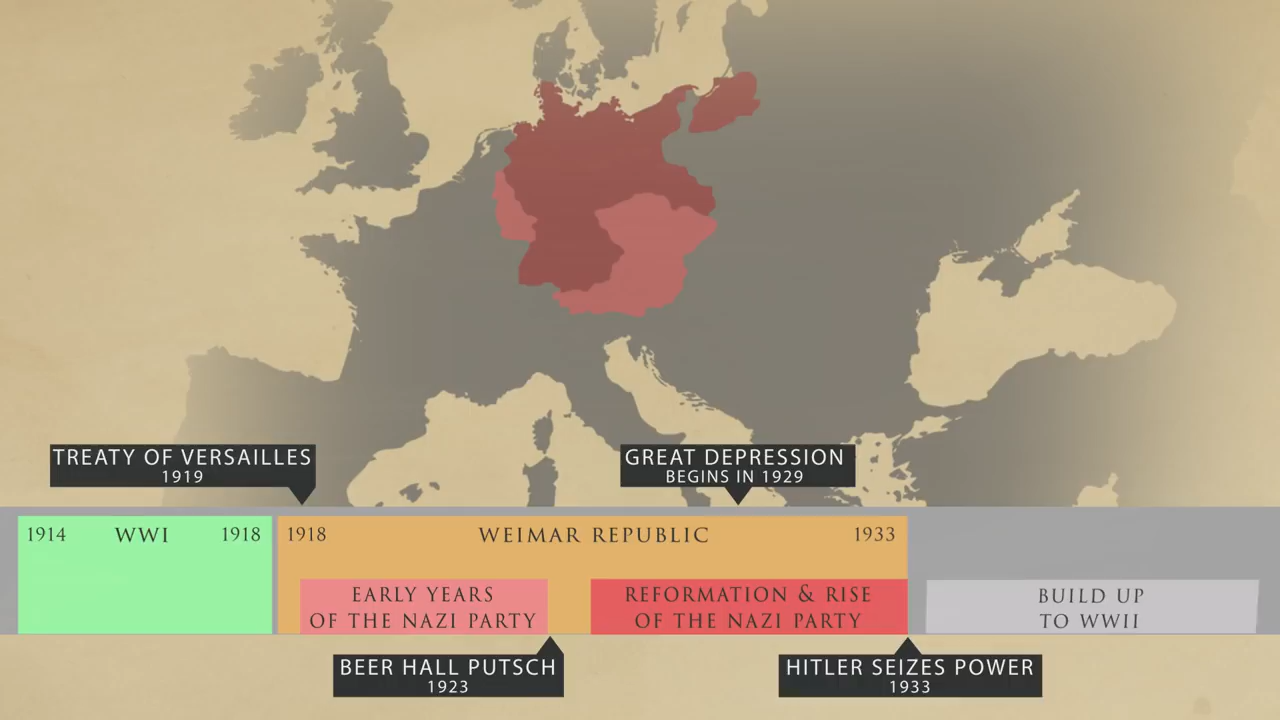 TREATY OF VERSAILLES
1919
GREAT DEPRESSION
BEGINS IN 1929
1914 WWI 1918
1918 WEIMAR REPUBLIC 1933
EARLY YEARS
OF THE NAZI PARTY
REFORMATION & RISE
OF THE NAZI PARTY
BUILD UP
TO WWII
BEER HALL PUTSCH
1923
HITLER SEIZES POWER
1933